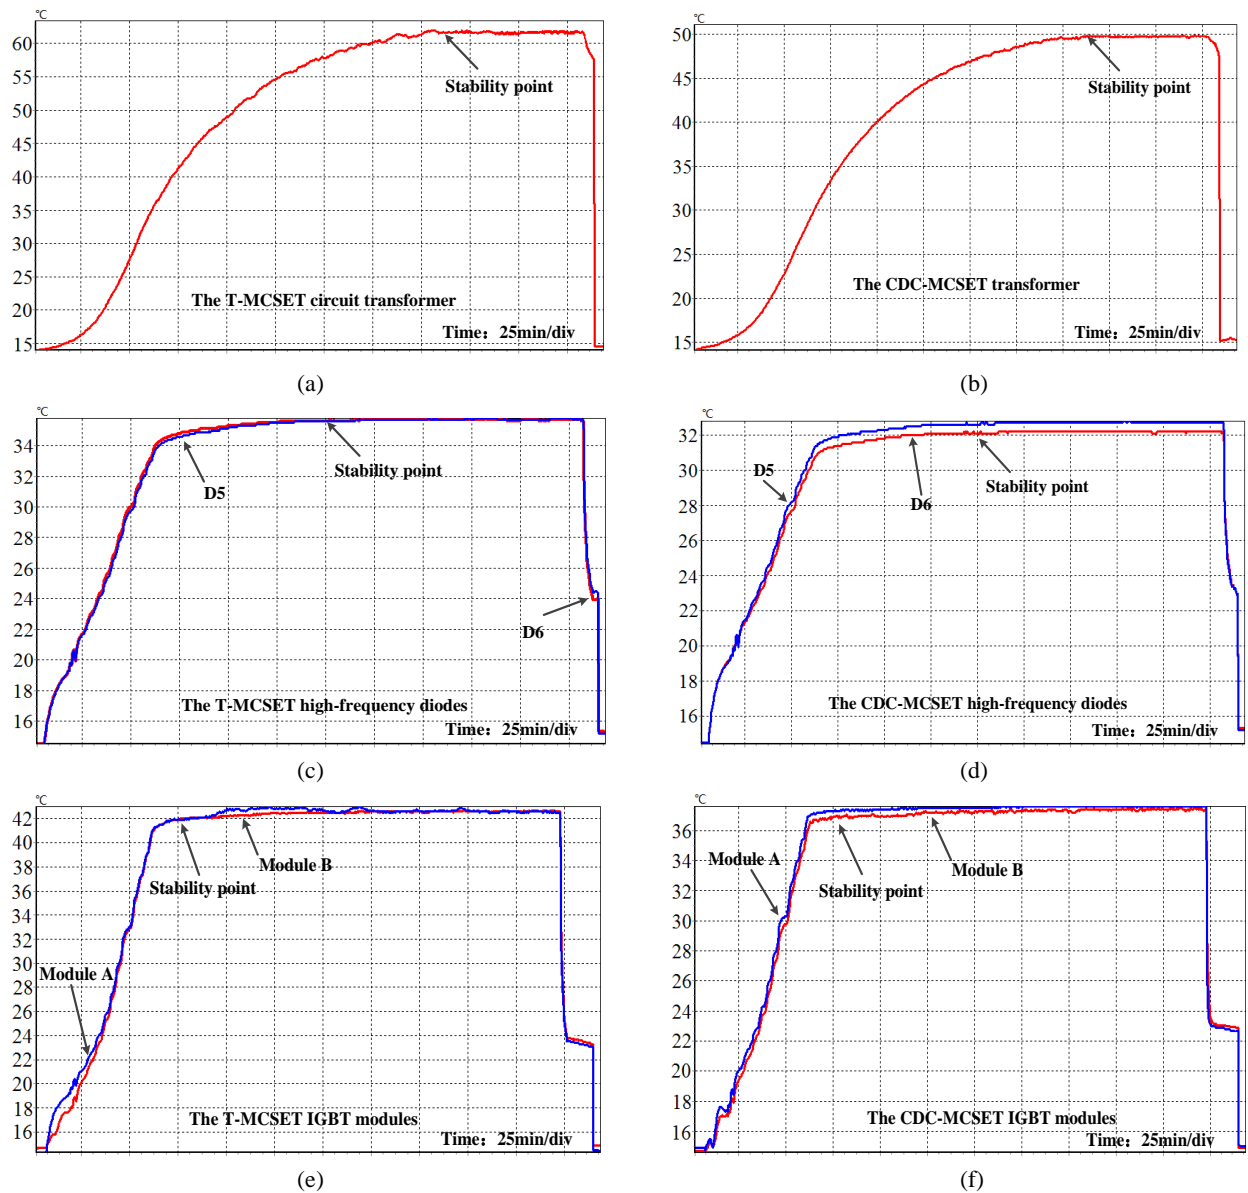 ℃
60
55
50
45
40
35
30
25
20
15
Stability point
The T-MCSET circuit transformer
Time：25min/div
(a)
℃
50
45
40
35
30
25
20
15
Stability point
The CDC-MCSET transformer
Time：25min/div
(b)
℃
34
32
30
28
26
24
22
20
18
16
D5
Stability point
D6
The T-MCSET high-frequency diodes
Time：25min/div
(c)
℃
32
30
28
26
24
22
20
18
16
D5
D6
Stability point
The CDC-MCSET high-frequency diodes
Time：25min/div
(d)
℃
42
40
38
36
34
32
30
28
26
24
22
20
18
16
Module B
Stability point
Module A
The T-MCSET IGBT modules
Time：25min/div
(e)
℃
36
34
32
30
28
26
24
22
20
18
16
Module A
Module B
Stability point
The CDC-MCSET IGBT modules
Time：25min/div
(f)